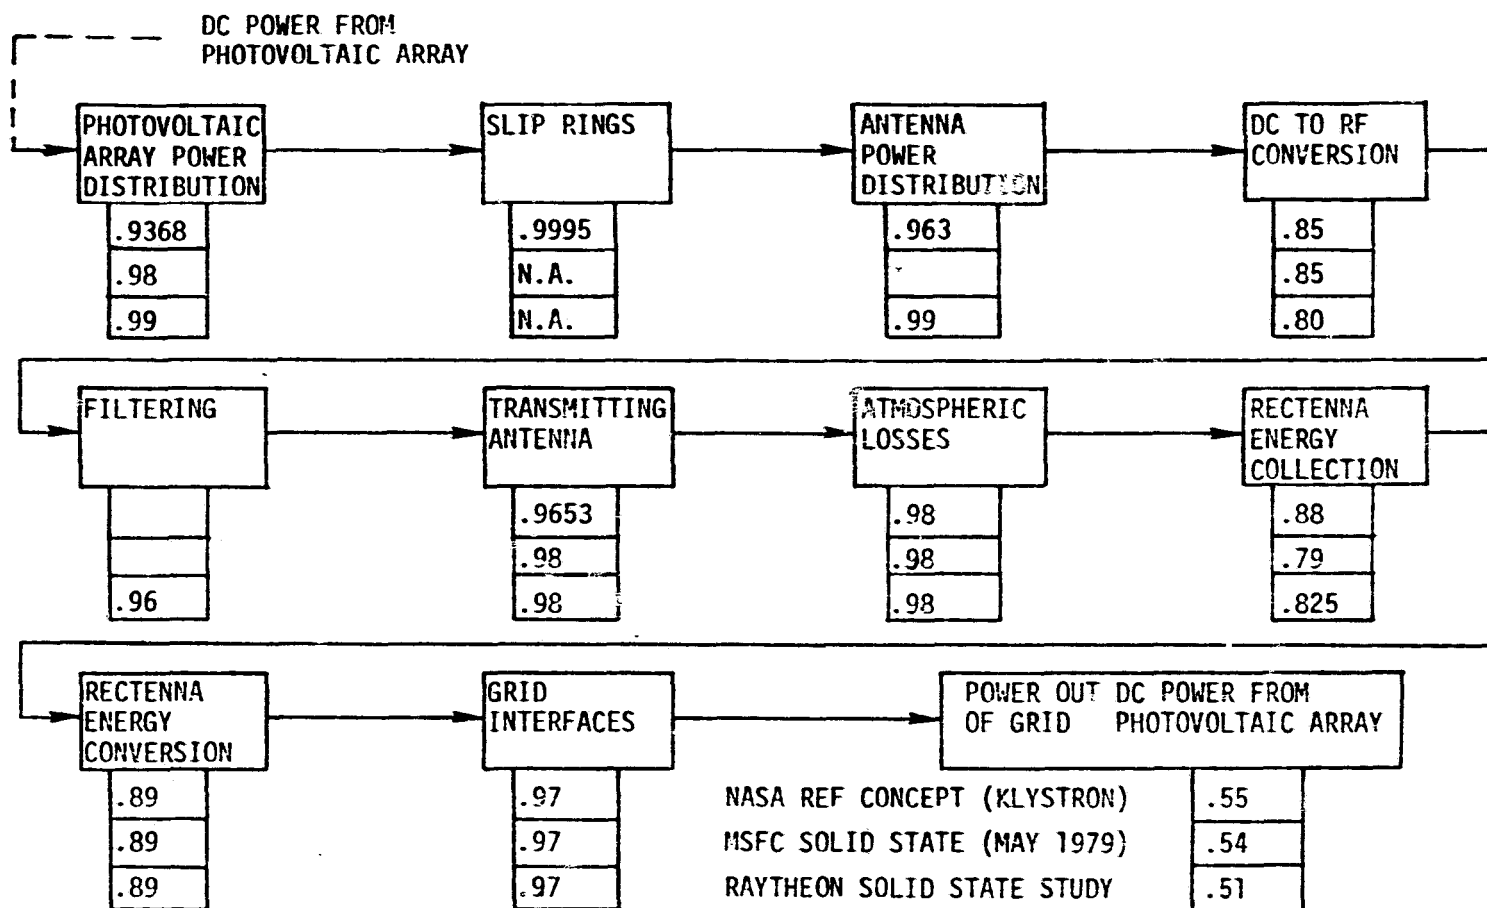 DC POWER FROM
PHOTOVOLTAIC ARRAY
PHOTOVOLTAIC
ARRAY POWER
DISTRIBUTION
.9368
.98
.99
SLIP RINGS
.9995
N.A.
N.A.
ANTENNA
POWER
DISTRIBUTION
.963
-
.99
DC TO RF
CONVERSION
.85
.85
.80
FILTERING
.96
TRANSMITTING
ANTENNA
.9653
.98
.98
ATMOSPHERIC
LOSSES
.98
.98
.98
RECTENNA
ENERGY
COLLECTION
.88
.79
.825
RECTENNA
ENERGY
CONVERSION
.89
.89
.89
GRID
INTERFACES
.97
.97
.97
POWER OUT DC POWER FROM
OF GRID PHOTOVOLTAIC ARRAY
NASA REF CONCEPT (KLYSTRON) .55
MSFC SOLID STATE (MAY 1979) .54
RAYTHEON SOLID STATE STUDY .51